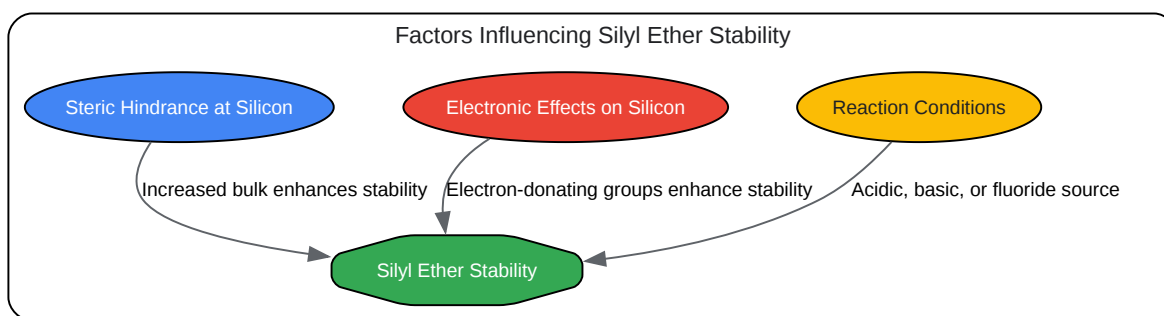 Factors Influencing Silyl Ether Stability
Steric Hindrance at Silicon
Electronic Effects on Silicon
Reaction Conditions
Increased bulk enhances stability
Electron-donating groups enhance stability
Acidic, basic, or fluoride source
Silyl Ether Stability